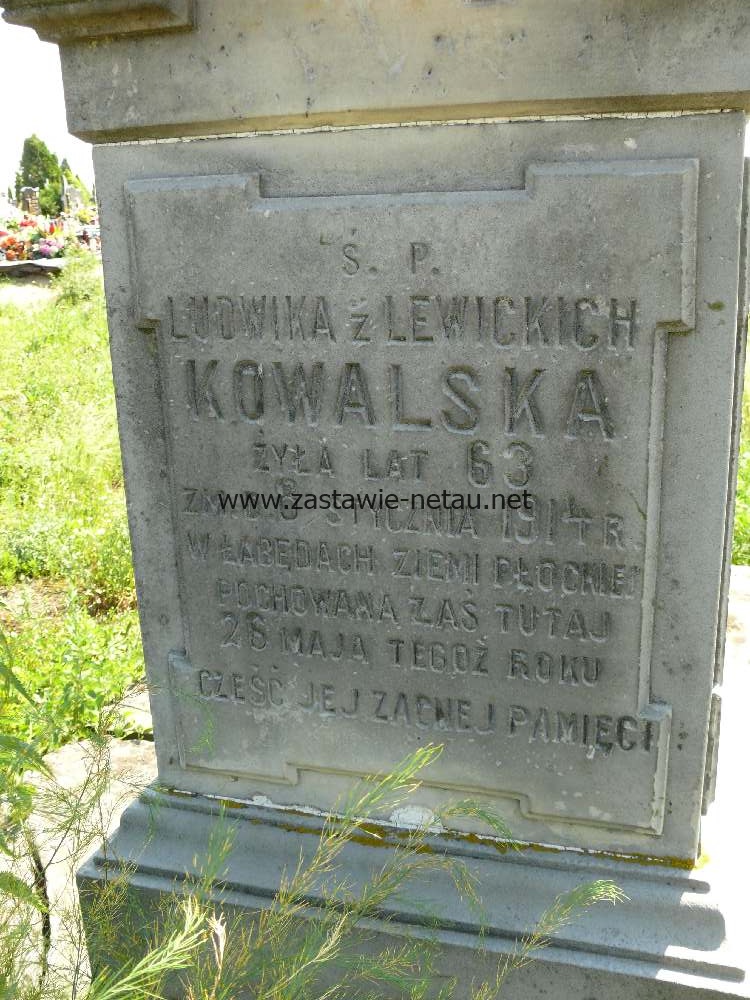 Ś. P.
LUDWIKA z LEWICKICH
KOWALSKA
ŻYŁA LAT 63
8 STYCZNIA 1914 R.
www.zastawie-netau.net
W ŁABĘDACH ZIEMI PŁOCKIEJ
POCHOWANA ZAŚ TUTAJ
26 MAJA TEGOŻ ROKU
CZEŚĆ JEJ ZACNEJ PAMIĘCI